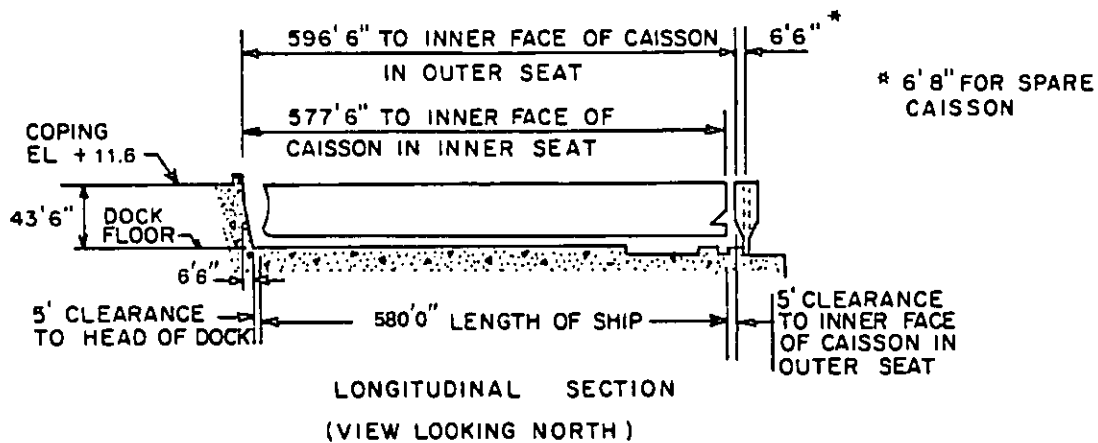 596'6" TO INNER FACE OF CAISSON
IN OUTER SEAT
6'6" *
* 6'8" FOR SPARE
CAISSON
577'6" TO INNER FACE OF
CAISSON IN INNER SEAT
COPING
EL + 11.6
43'6"
DOCK
FLOOR
6'6"
5' CLEARANCE
TO HEAD OF DOCK
580'0" LENGTH OF SHIP
5' CLEARANCE
TO INNER FACE
OF CAISSON IN
OUTER SEAT
LONGITUDINAL SECTION
(VIEW LOOKING NORTH)